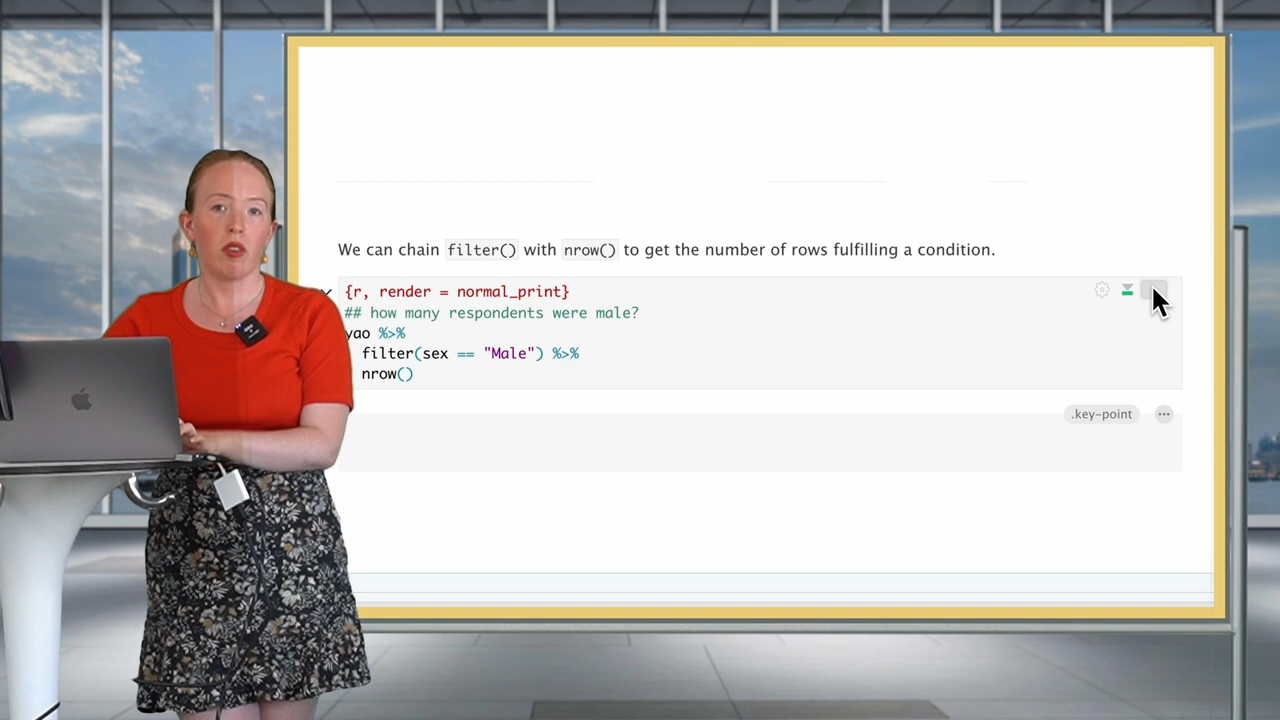 We can chain filter() with nrow() to get the number of rows fulfilling a condition.
{r, render = normal_print}
## how many respondents were male?
yao %>%
filter(sex == "Male") %>%
nrow()
.key-point